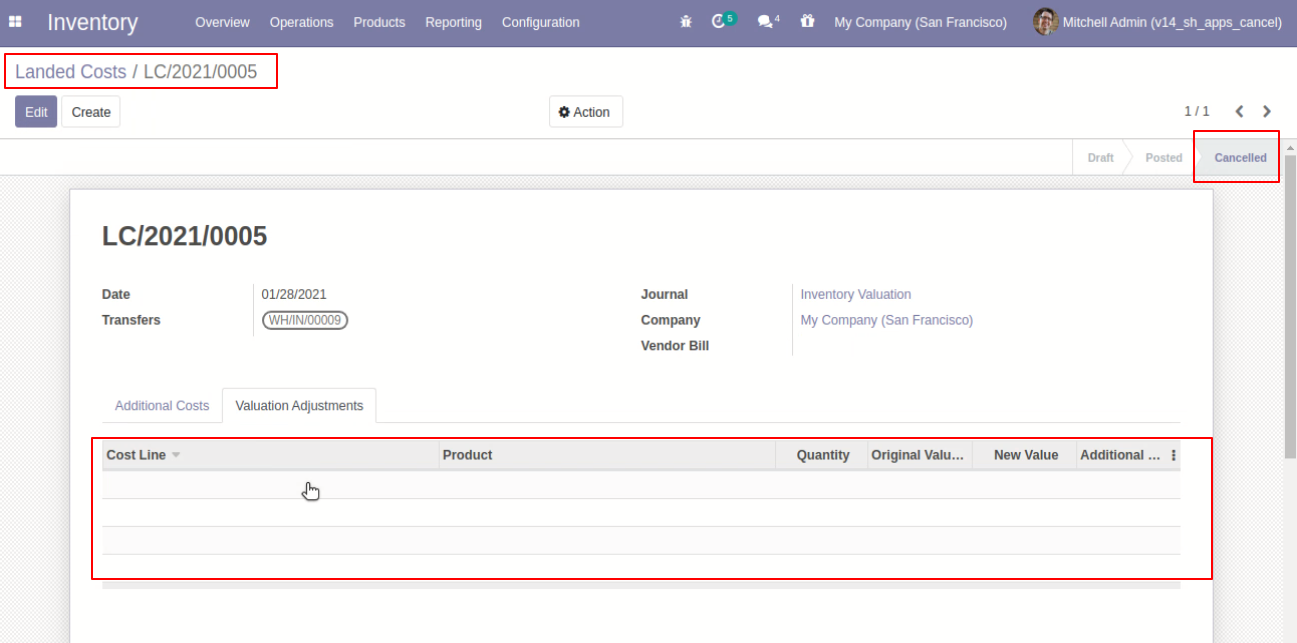 Inventory Overview Operations Products Reporting Configuration 5 4 My Company (San Francisco) Mitchell Admin (v14_sh_apps_cancel)
Landed Costs / LC/2021/0005
Edit Create Action 1 / 1
Draft Posted Cancelled
LC/2021/0005
Date 01/28/2021 Journal Inventory Valuation
Transfers WH/IN/00009 Company My Company (San Francisco)
Vendor Bill
Additional Costs Valuation Adjustments
Cost Line Product Quantity Original Valu... New Value Additional ...